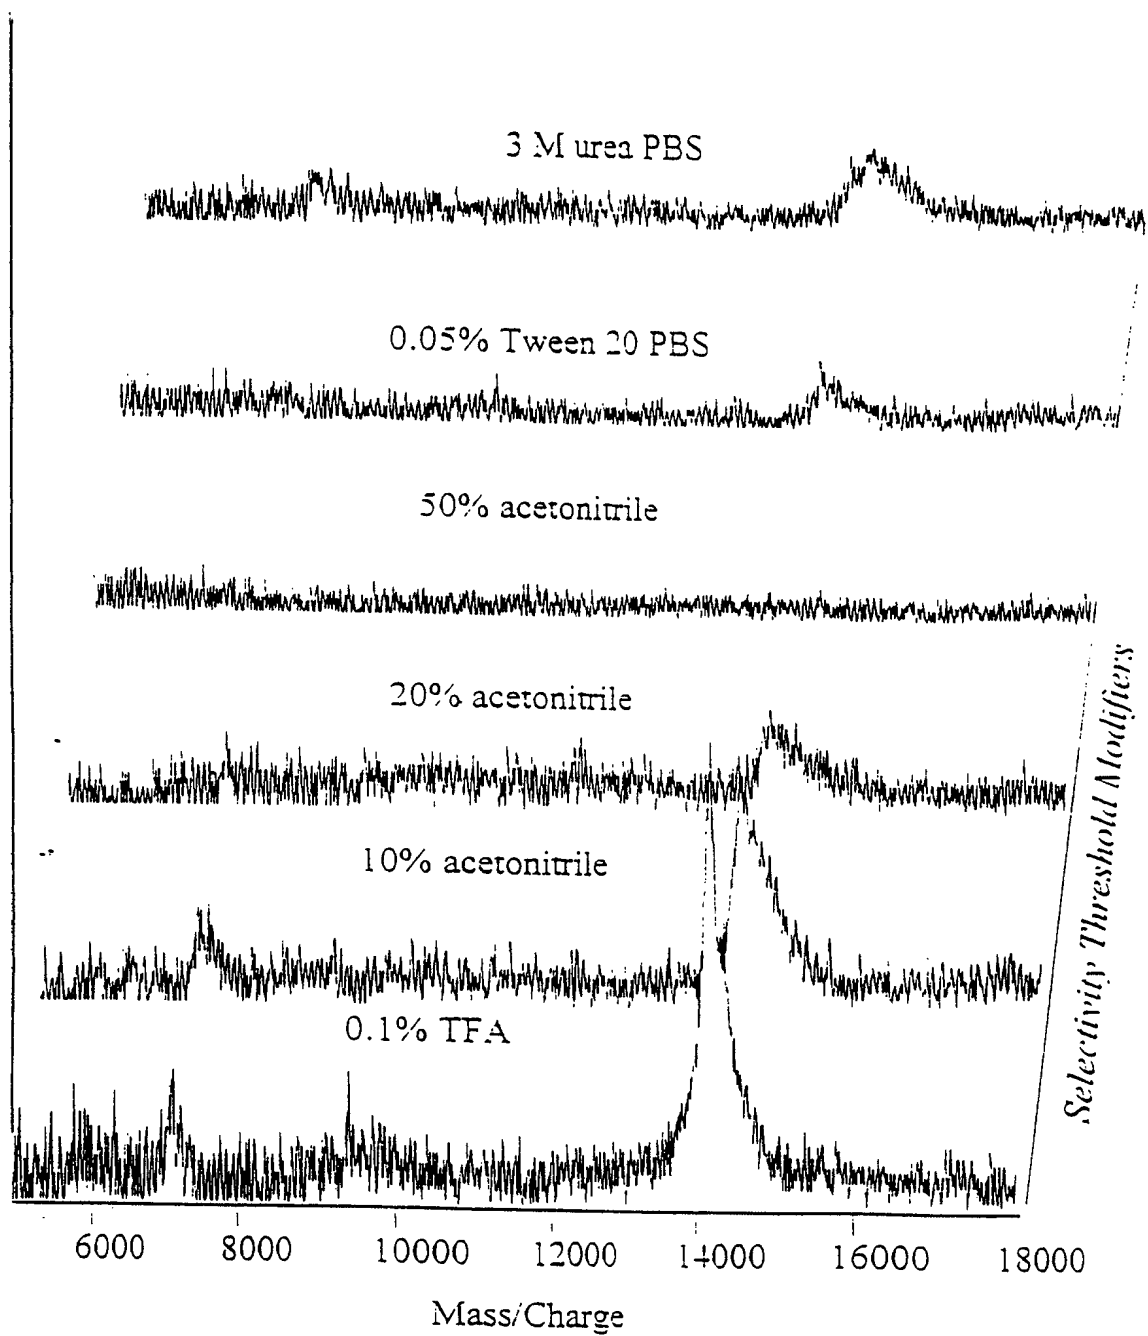 3 M urea PBS
0.05% Tween 20 PBS
50% acetonitrile
20% acetonitrile
10% acetonitrile
0.1% TFA
Selectivity Threshold Modifiers
6000 8000 10000 12000 14000 16000 18000
Mass/Charge